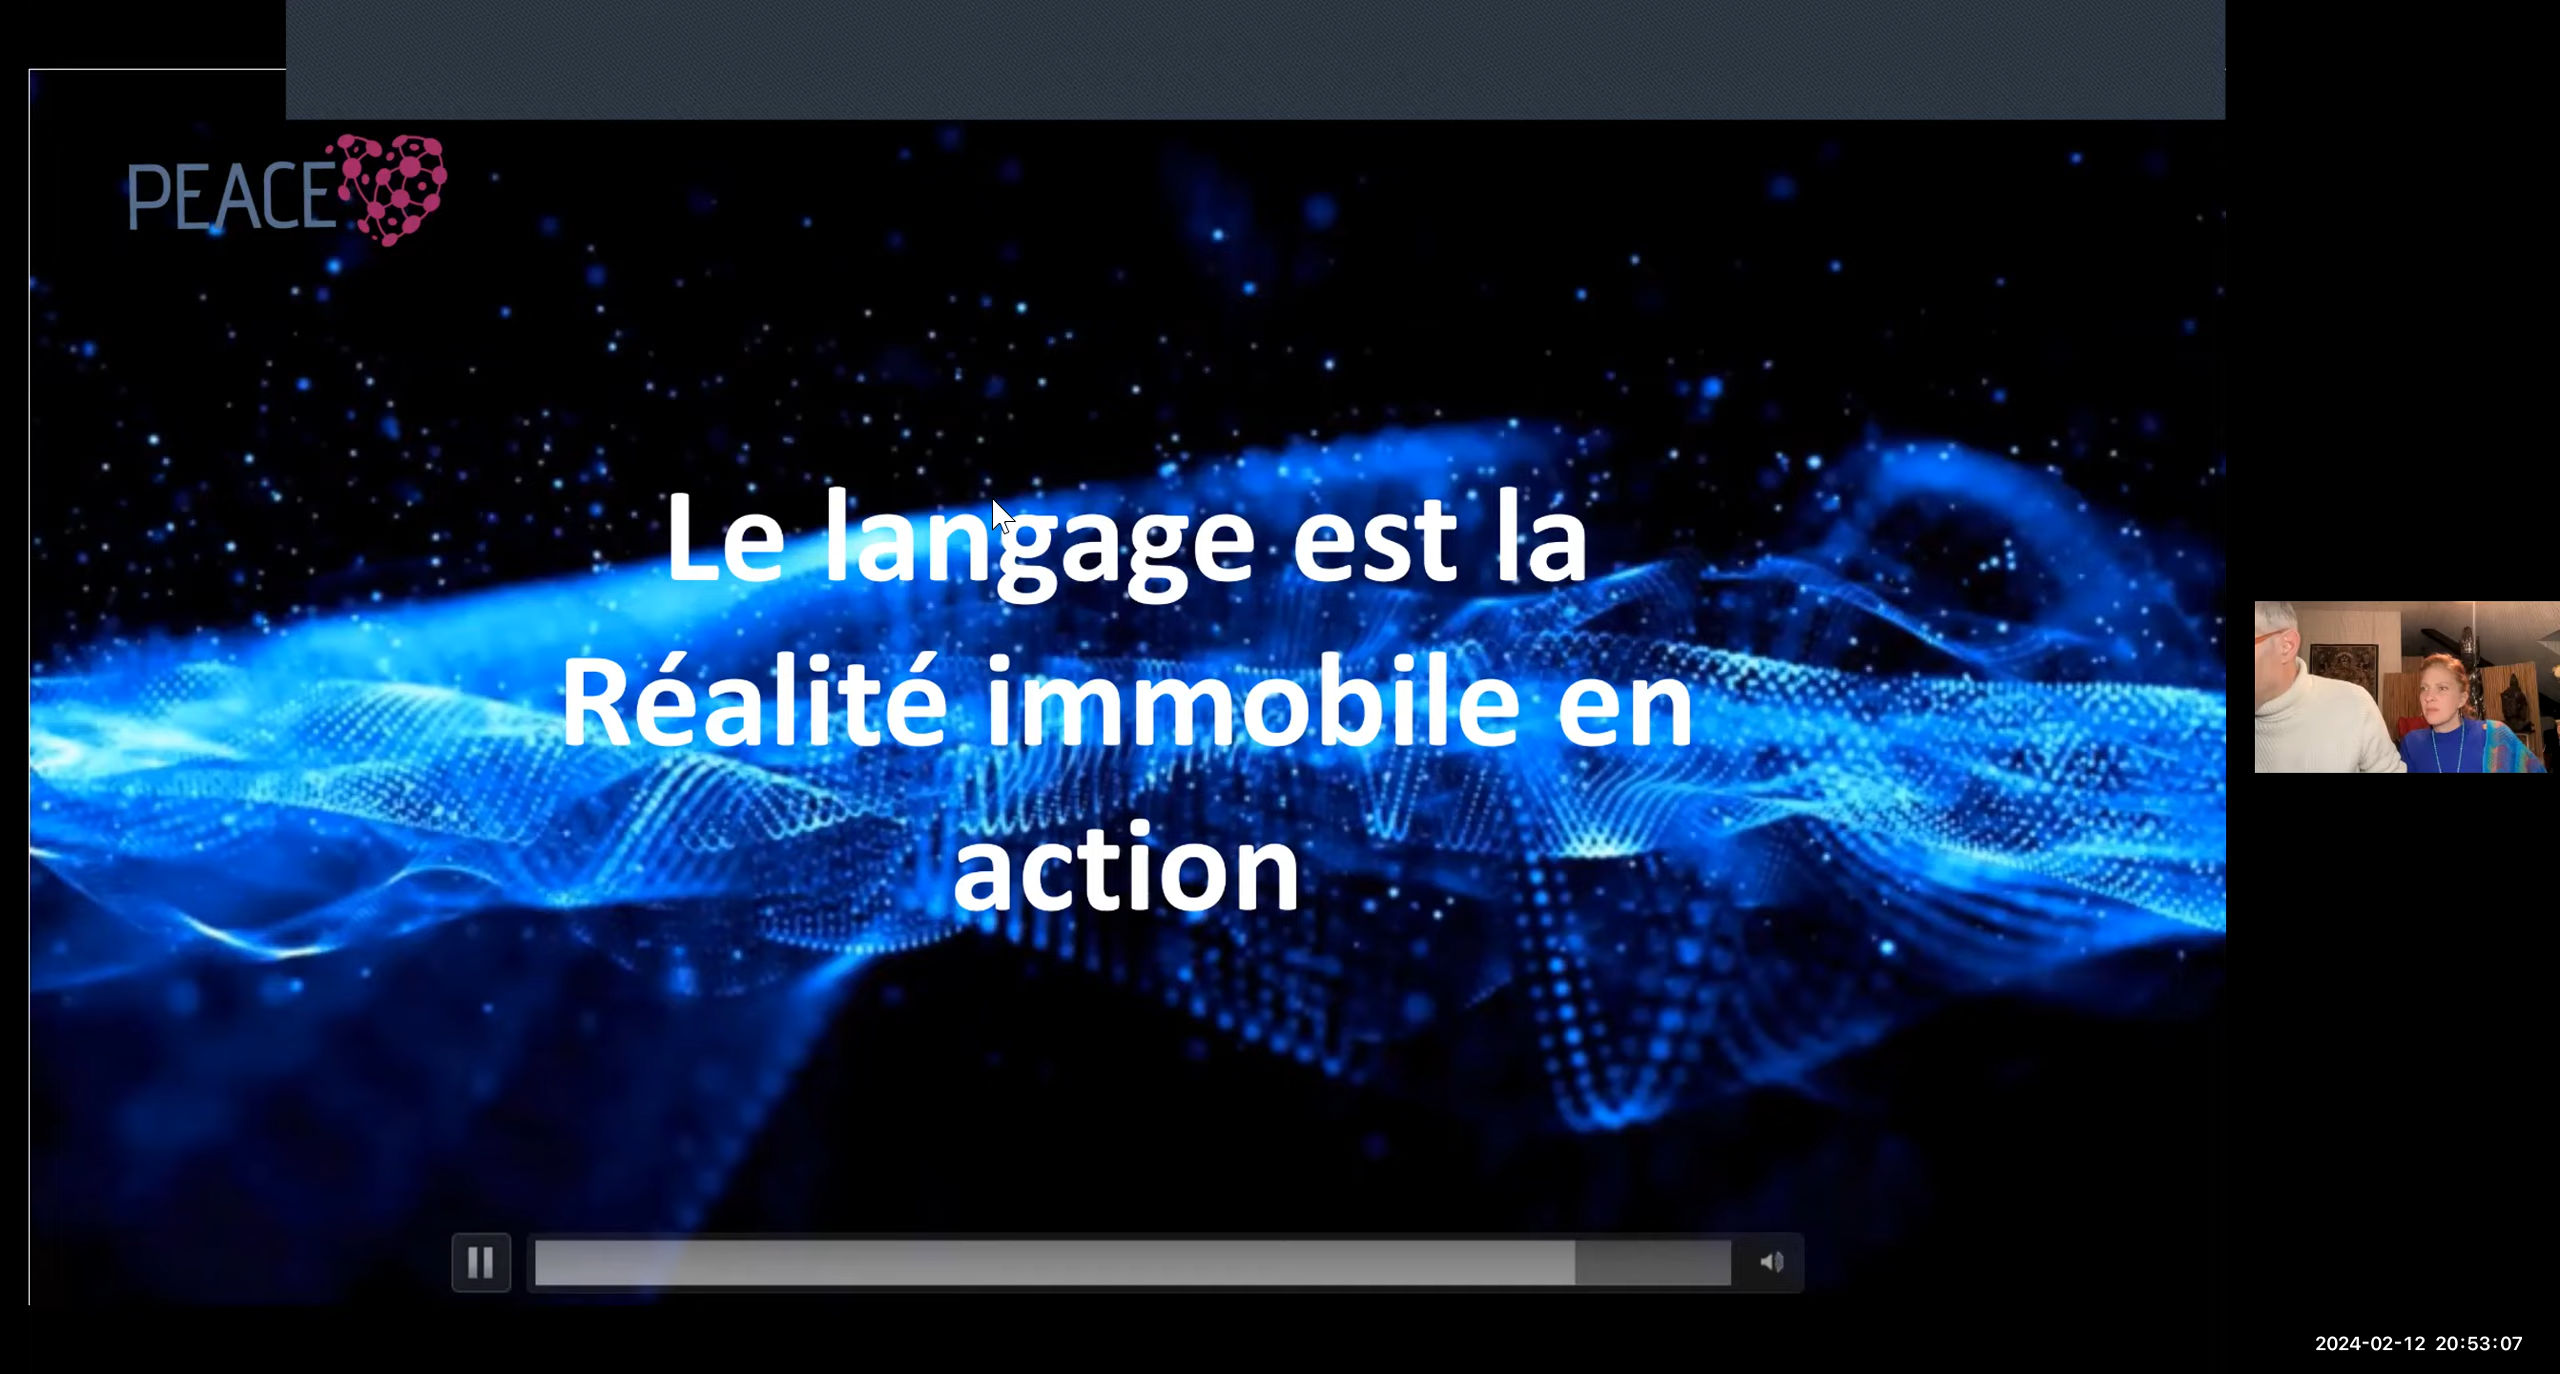 PEACE
Le langage est la
Réalité immobile en
action
2024-02-12 20:53:07